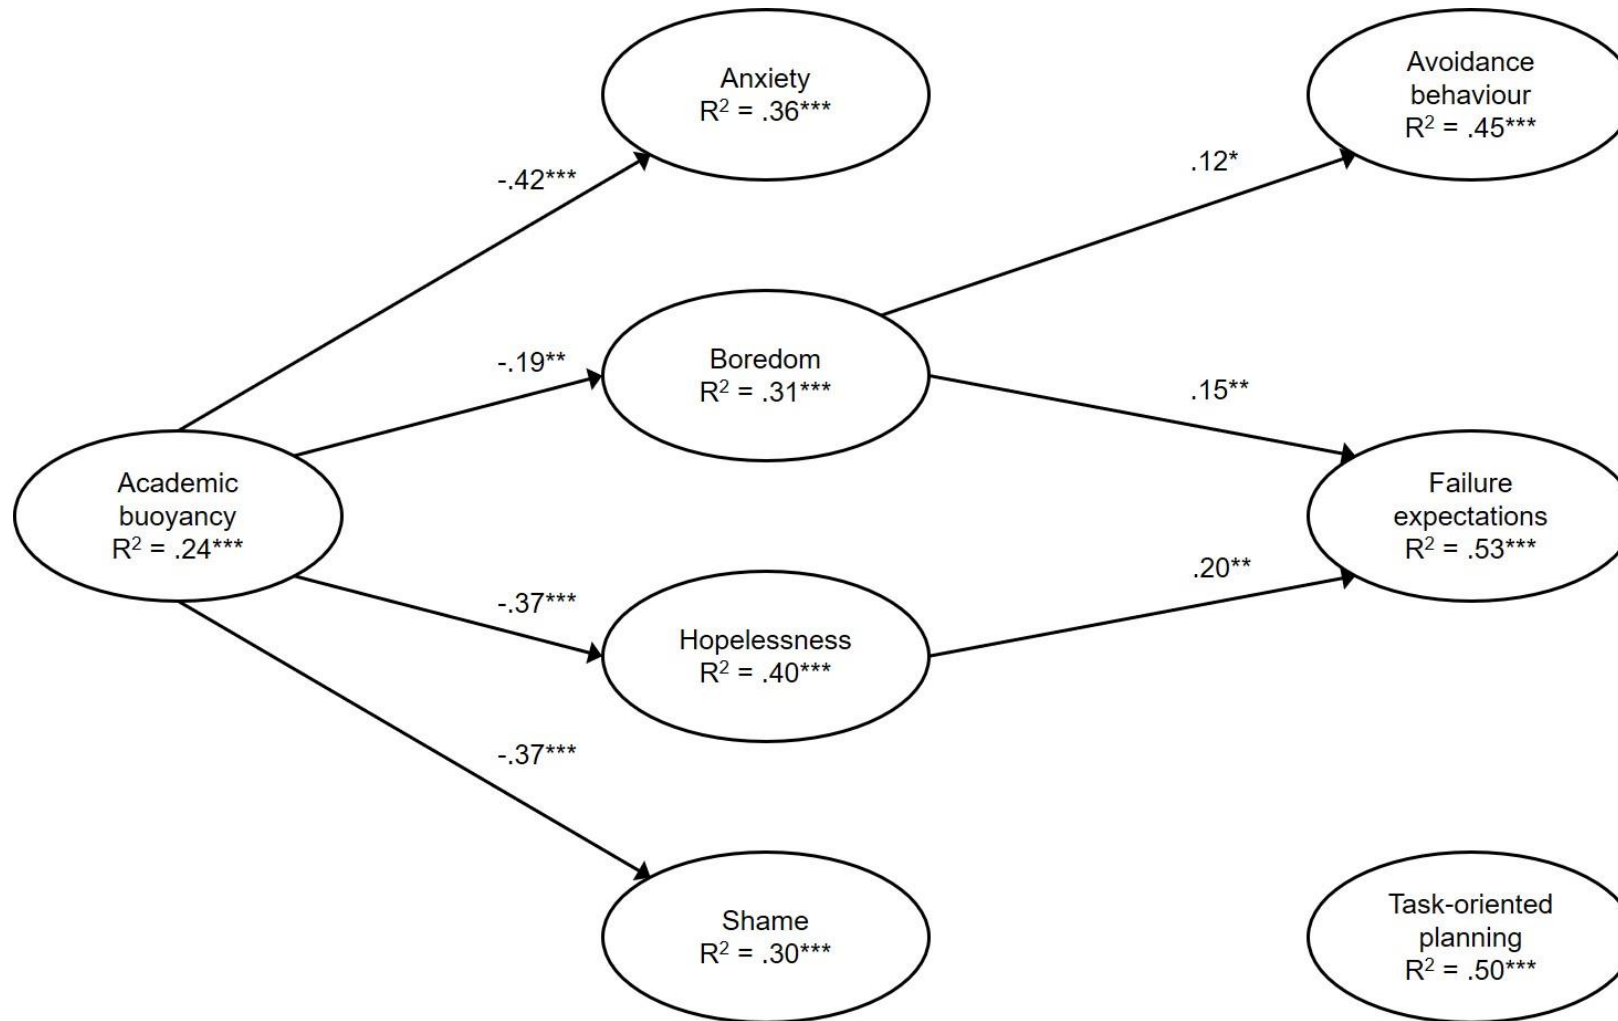 Anxiety
R² = .36***
Avoidance
behaviour
R² = .45***
-.42***
.12*
Boredom
R² = .31***
-.19**
.15**
Academic
buoyancy
R² = .24***
Failure
expectations
R² = .53***
-.37***
.20**
Hopelessness
R² = .40***
-.37***
Shame
R² = .30***
Task-oriented
planning
R² = .50***